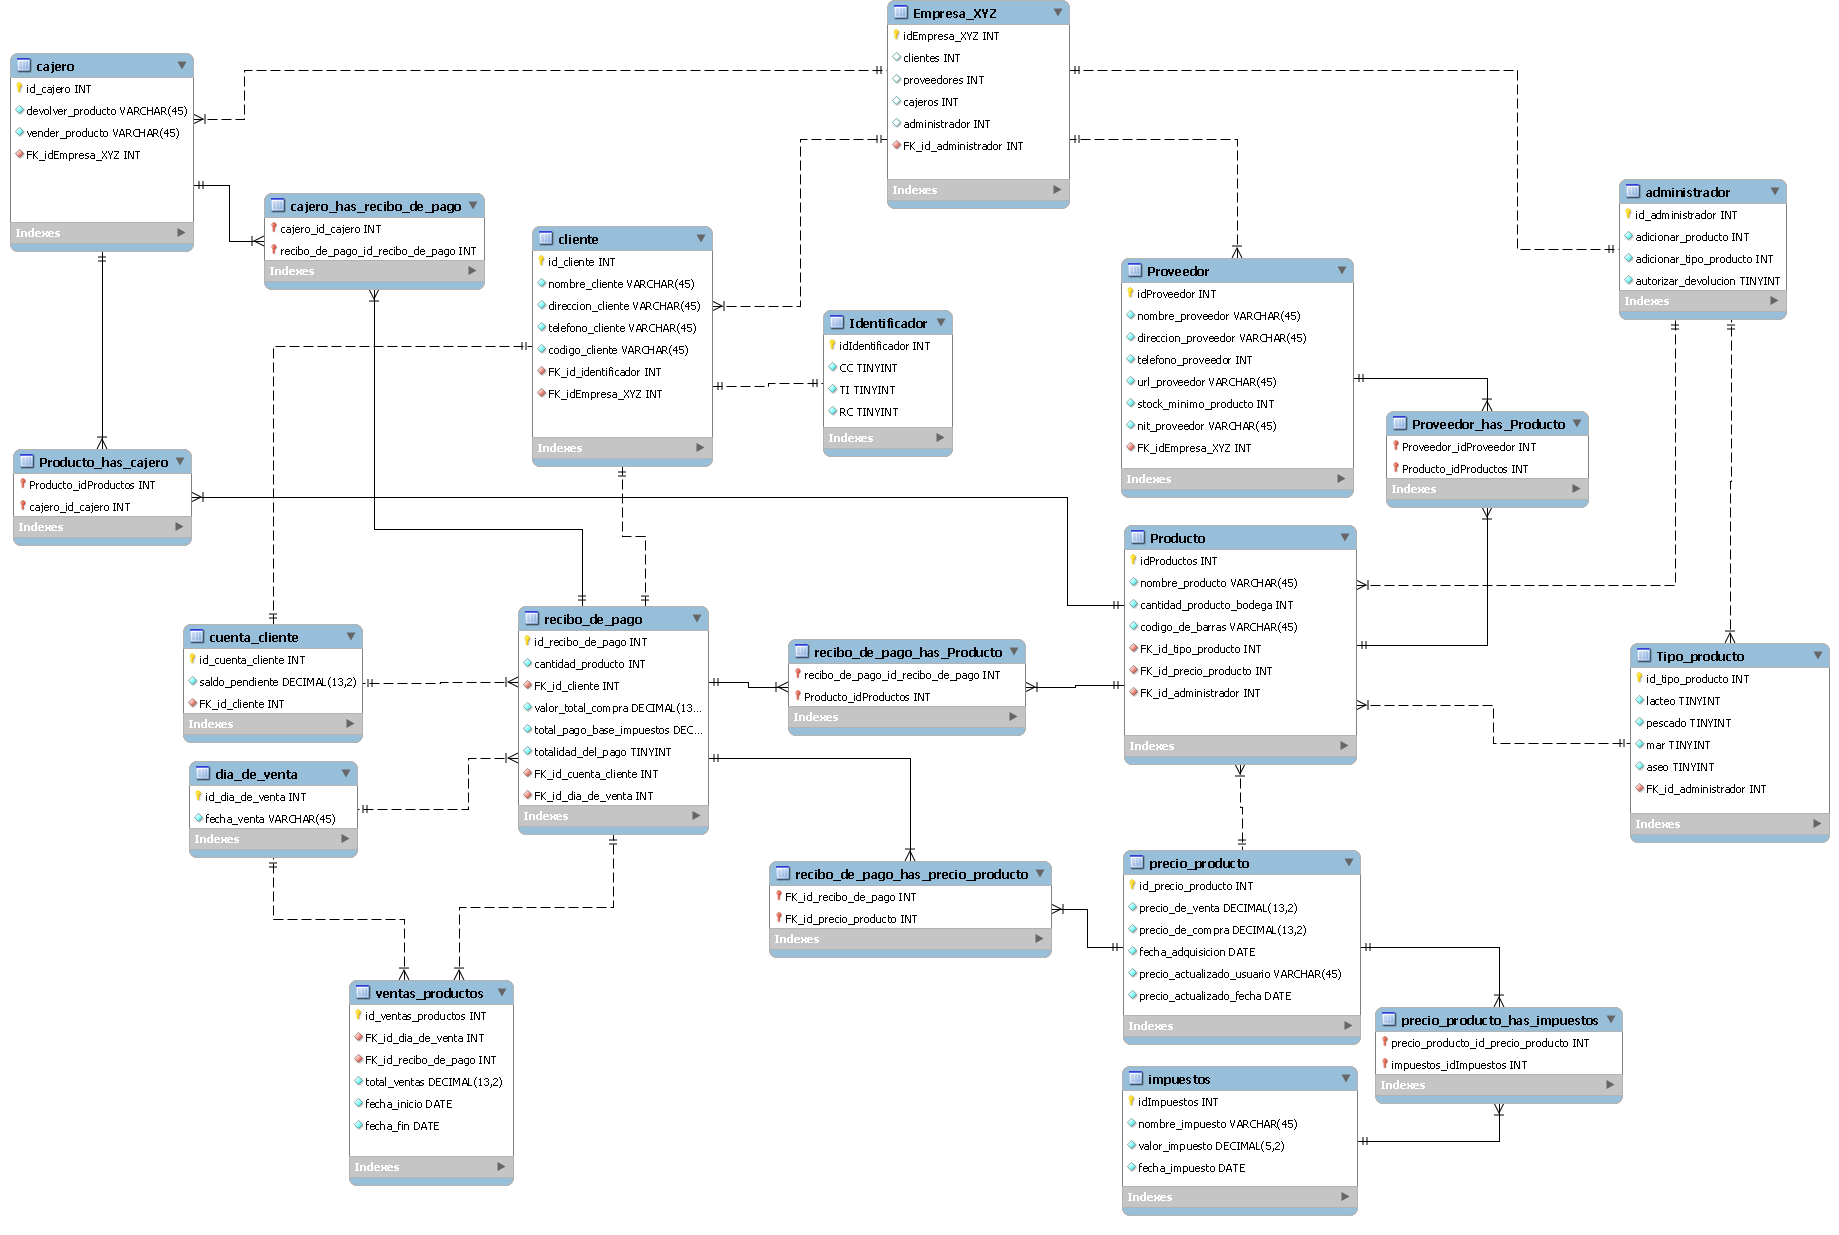 Empresa_XYZ
idEmpresa_XYZ INT
clientes INT
proveedores INT
cajeros INT
administrador INT
FK_id_administrador INT
Indexes
cajero
id_cajero INT
devolver_producto VARCHAR(45)
vender_producto VARCHAR(45)
FK_idEmpresa_XYZ INT
Indexes
cajero_has_recibo_de_pago
cajero_id_cajero INT
recibo_de_pago_id_recibo_de_pago INT
Indexes
cliente
id_cliente INT
nombre_cliente VARCHAR(45)
direccion_cliente VARCHAR(45)
telefono_cliente VARCHAR(45)
codigo_cliente VARCHAR(45)
FK_id_identificador INT
FK_idEmpresa_XYZ INT
Indexes
Identificador
idIdentificador INT
CC TINYINT
TI TINYINT
RC TINYINT
Indexes
Proveedor
idProveedor INT
nombre_proveedor VARCHAR(45)
direccion_proveedor VARCHAR(45)
telefono_proveedor INT
url_proveedor VARCHAR(45)
stock_minimo_producto INT
nit_proveedor VARCHAR(45)
FK_idEmpresa_XYZ INT
Indexes
administrador
id_administrador INT
adicionar_producto INT
adicionar_tipo_producto INT
autorizar_devolucion TINYINT
Indexes
Proveedor_has_Producto
Proveedor_idProveedor INT
Producto_idProductos INT
Indexes
Producto_has_cajero
Producto_idProductos INT
cajero_id_cajero INT
Indexes
Producto
idProductos INT
nombre_producto VARCHAR(45)
cantidad_producto_bodega INT
codigo_de_barras VARCHAR(45)
FK_id_tipo_producto INT
FK_id_precio_producto INT
FK_id_administrador INT
Indexes
cuenta_cliente
id_cuenta_cliente INT
saldo_pendiente DECIMAL(13,2)
FK_id_cliente INT
Indexes
recibo_de_pago
id_recibo_de_pago INT
cantidad_producto INT
FK_id_cliente INT
valor_total_compra DECIMAL(13...
total_pago_base_impuestos DEC...
totalidad_del_pago TINYINT
FK_id_cuenta_cliente INT
FK_id_dia_de_venta INT
Indexes
recibo_de_pago_has_Producto
recibo_de_pago_id_recibo_de_pago INT
Producto_idProductos INT
Indexes
Tipo_producto
id_tipo_producto INT
lacteo TINYINT
pescado TINYINT
mar TINYINT
aseo TINYINT
FK_id_administrador INT
Indexes
dia_de_venta
id_dia_de_venta INT
fecha_venta VARCHAR(45)
Indexes
recibo_de_pago_has_precio_producto
FK_id_recibo_de_pago INT
FK_id_precio_producto INT
Indexes
precio_producto
id_precio_producto INT
precio_de_venta DECIMAL(13,2)
precio_de_compra DECIMAL(13,2)
fecha_adquisicion DATE
precio_actualizado_usuario VARCHAR(45)
precio_actualizado_fecha DATE
Indexes
ventas_productos
id_ventas_productos INT
FK_id_dia_de_venta INT
FK_id_recibo_de_pago INT
total_ventas DECIMAL(13,2)
fecha_inicio DATE
fecha_fin DATE
Indexes
precio_producto_has_impuestos
precio_producto_id_precio_producto INT
impuestos_idImpuestos INT
Indexes
impuestos
idImpuestos INT
nombre_impuesto VARCHAR(45)
valor_impuesto DECIMAL(5,2)
fecha_impuesto DATE
Indexes